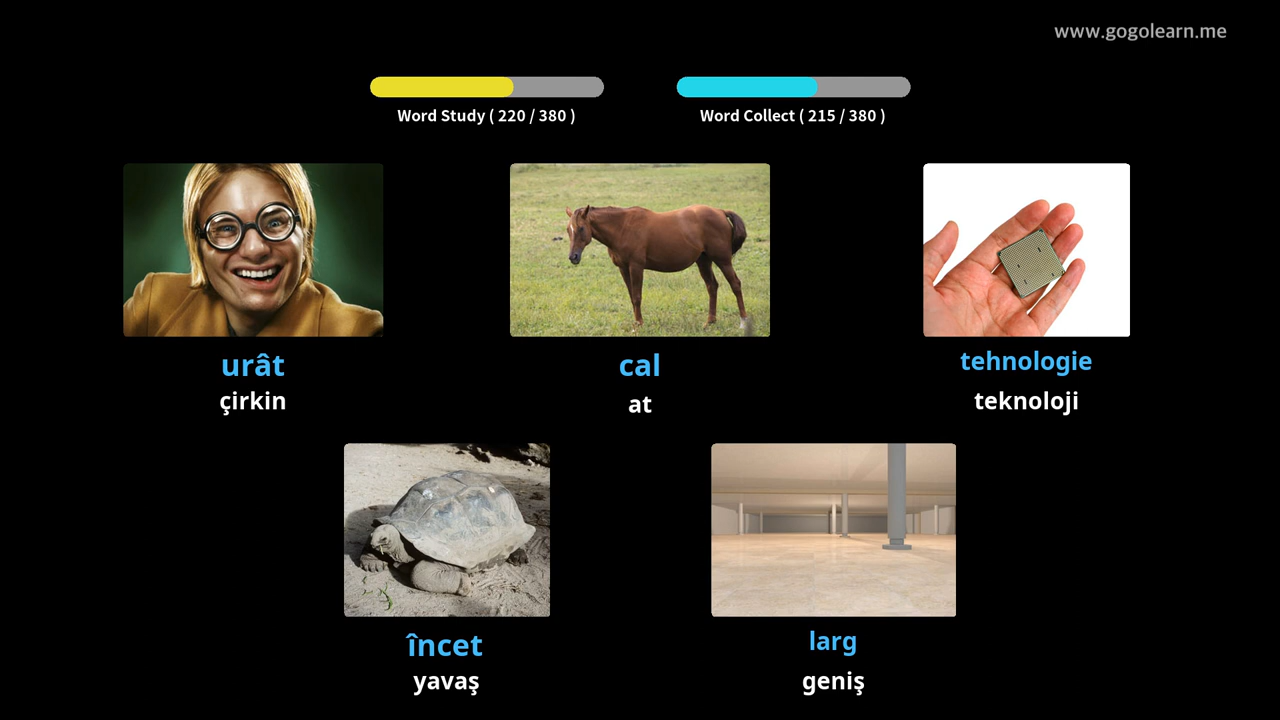 www.gogolearn.me
Word Study ( 220 / 380 )
Word Collect ( 215 / 380 )
urât
çirkin
cal
at
tehnologie
teknoloji
încet
yavaş
larg
geniş